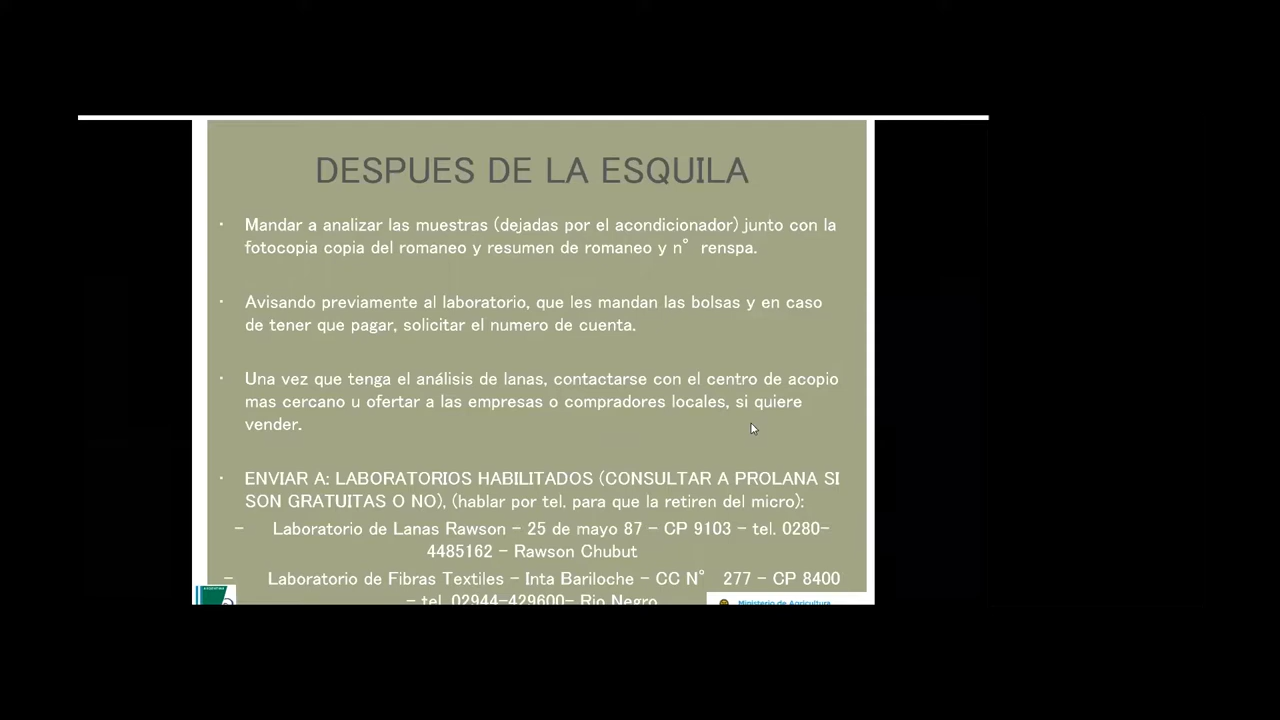 DESPUES DE LA ESQUILA
· Mandar a analizar las muestras (dejadas por el acondicionador) junto con la
fotocopia copia del romaneo y resumen de romaneo y n° renspa.
· Avisando previamente al laboratorio, que les mandan las bolsas y en caso
de tener que pagar, solicitar el numero de cuenta.
· Una vez que tenga el análisis de lanas, contactarse con el centro de acopio
mas cercano u ofertar a las empresas o compradores locales, si quiere
vender.
· ENVIAR A: LABORATORIOS HABILITADOS (CONSULTAR A PROLANA SI
SON GRATUITAS O NO), (hablar por tel. para que la retiren del micro):
– Laboratorio de Lanas Rawson – 25 de mayo 87 – CP 9103 – tel. 0280-
4485162 – Rawson Chubut
– Laboratorio de Fibras Textiles – Inta Bariloche – CC N° 277 – CP 8400
– tel. 02944-429600– Rio Negro
Ministerio de Agricultura